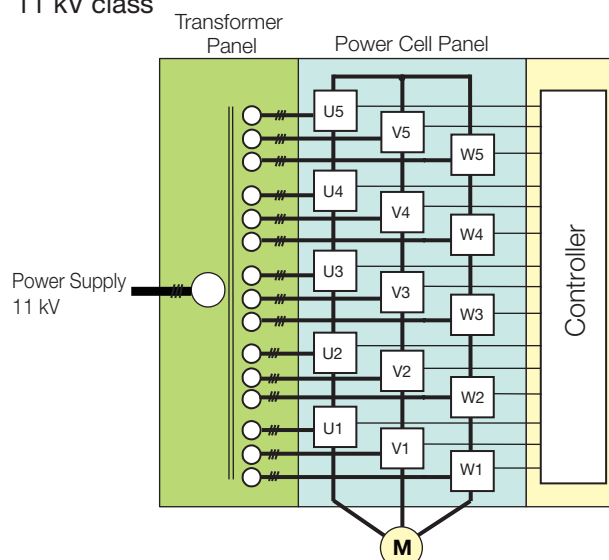 11 kV class
Transformer
Panel
Power Cell Panel
U5
V5
W5
U4
V4
W4
U3
V3
W3
U2
V2
W2
U1
V1
W1
Power Supply
11 kV
Controller
M